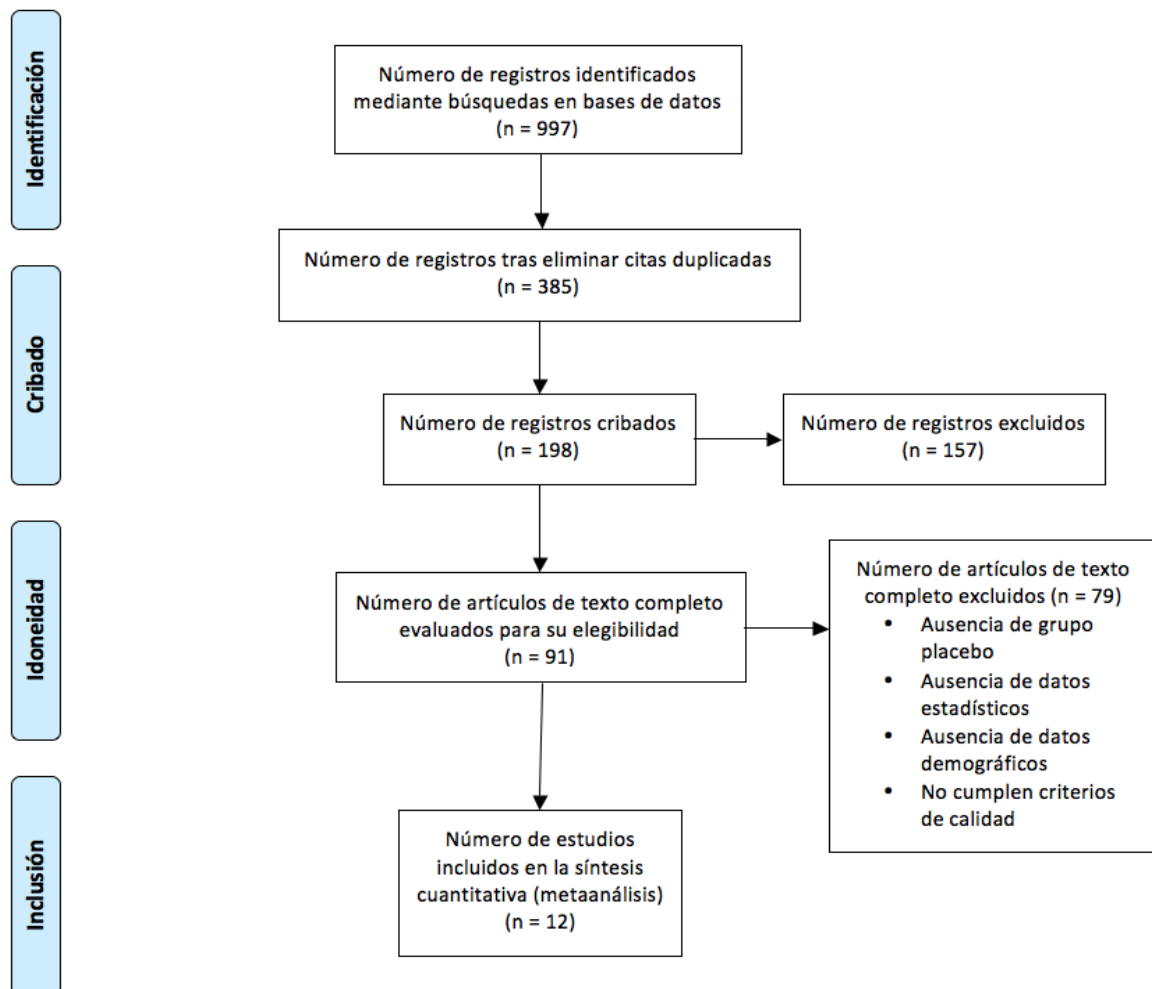 Identificación
Número de registros identificados
mediante búsquedas en bases de datos
(n = 997)
Número de registros tras eliminar citas duplicadas
(n = 385)
Cribado
Número de registros cribados
(n = 198)
Número de registros excluidos
(n = 157)
Idoneidad
Número de artículos de texto completo
evaluados para su elegibilidad
(n = 91)
Número de artículos de texto
completo excluidos (n = 79)
• Ausencia de grupo
placebo
• Ausencia de datos
estadísticos
• Ausencia de datos
demográficos
• No cumplen criterios
de calidad
Inclusión
Número de estudios
incluidos en la síntesis
cuantitativa (metaanálisis)
(n = 12)